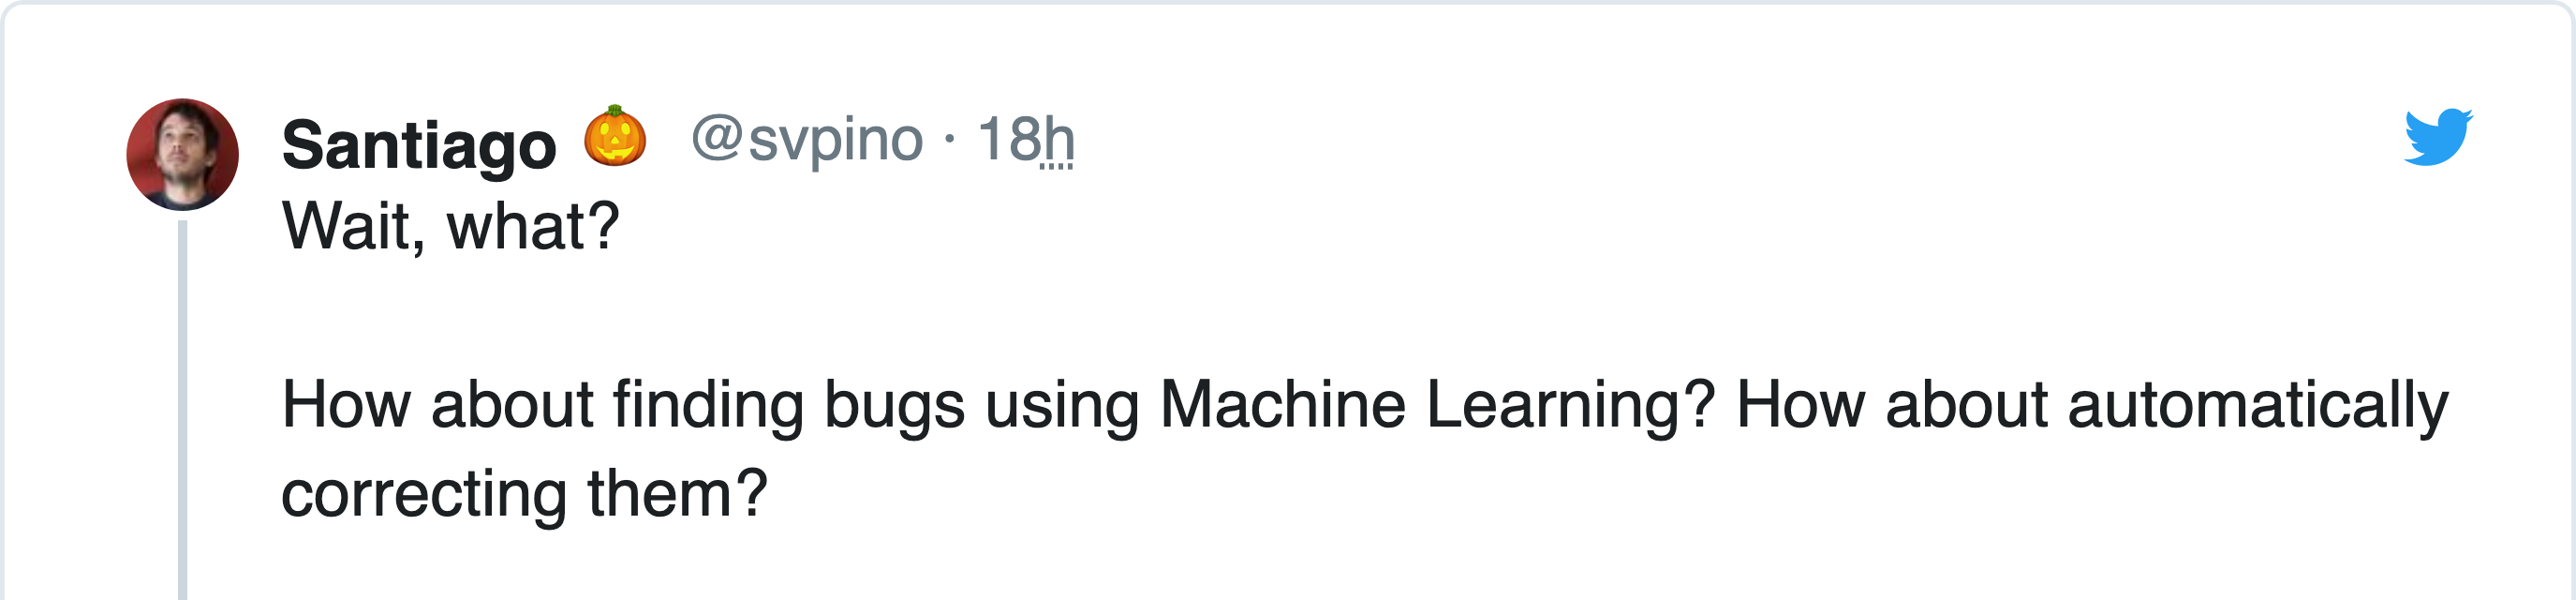 Santiago 🎃 @svpino · 18h
Wait, what?
How about finding bugs using Machine Learning? How about automatically
correcting them?